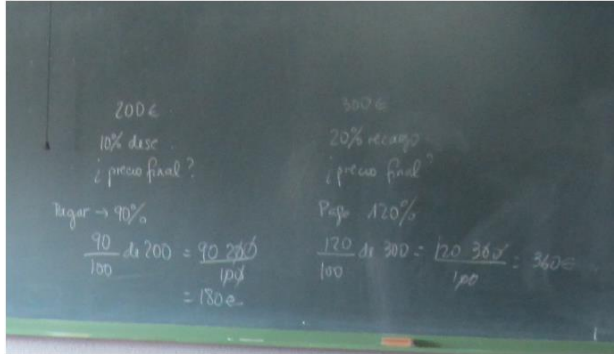 200€
10% desc.
¿precio final?
Pagar → 90%
90/100 de 200 = 90 200/100
= 180€
300€
20% recargo
¿precio final?
Pago 120%
120/100 de 300 = 120 300/100 = 360€